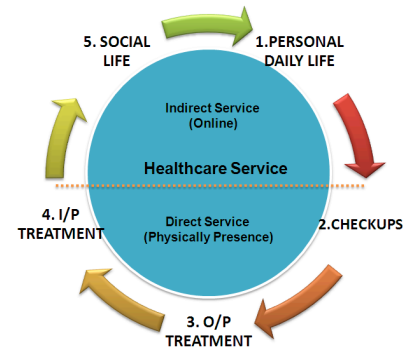 5. SOCIAL
LIFE
1.PERSONAL
DAILY LIFE
Indirect Service
(Online)
Healthcare Service
Direct Service
(Physically Presence)
2.CHECKUPS
4. I/P
TREATMENT
3. O/P
TREATMENT